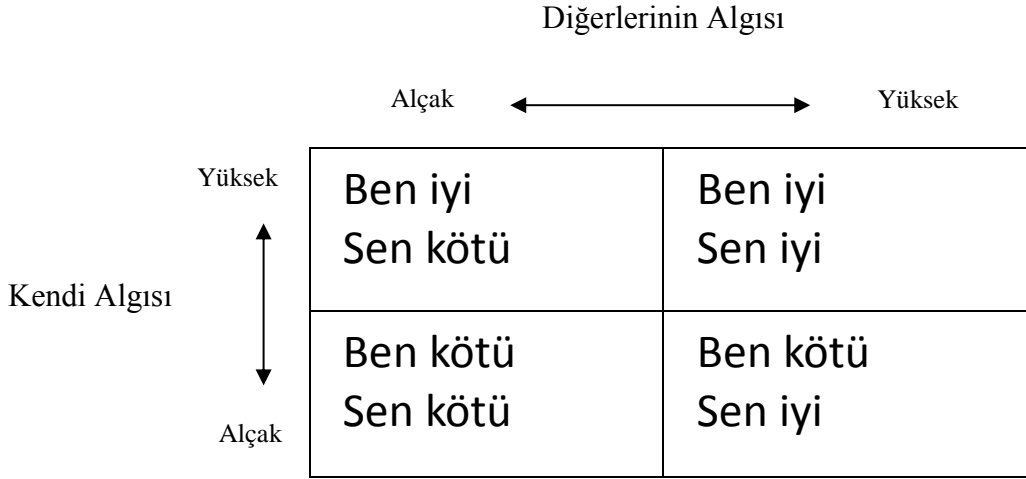 Diğerlerinin Algısı
Alçak Yüksek
Yüksek
Ben iyi Ben iyi
Sen kötü Sen iyi
Kendi Algısı
Ben kötü Ben kötü
Sen kötü Sen iyi
Alçak